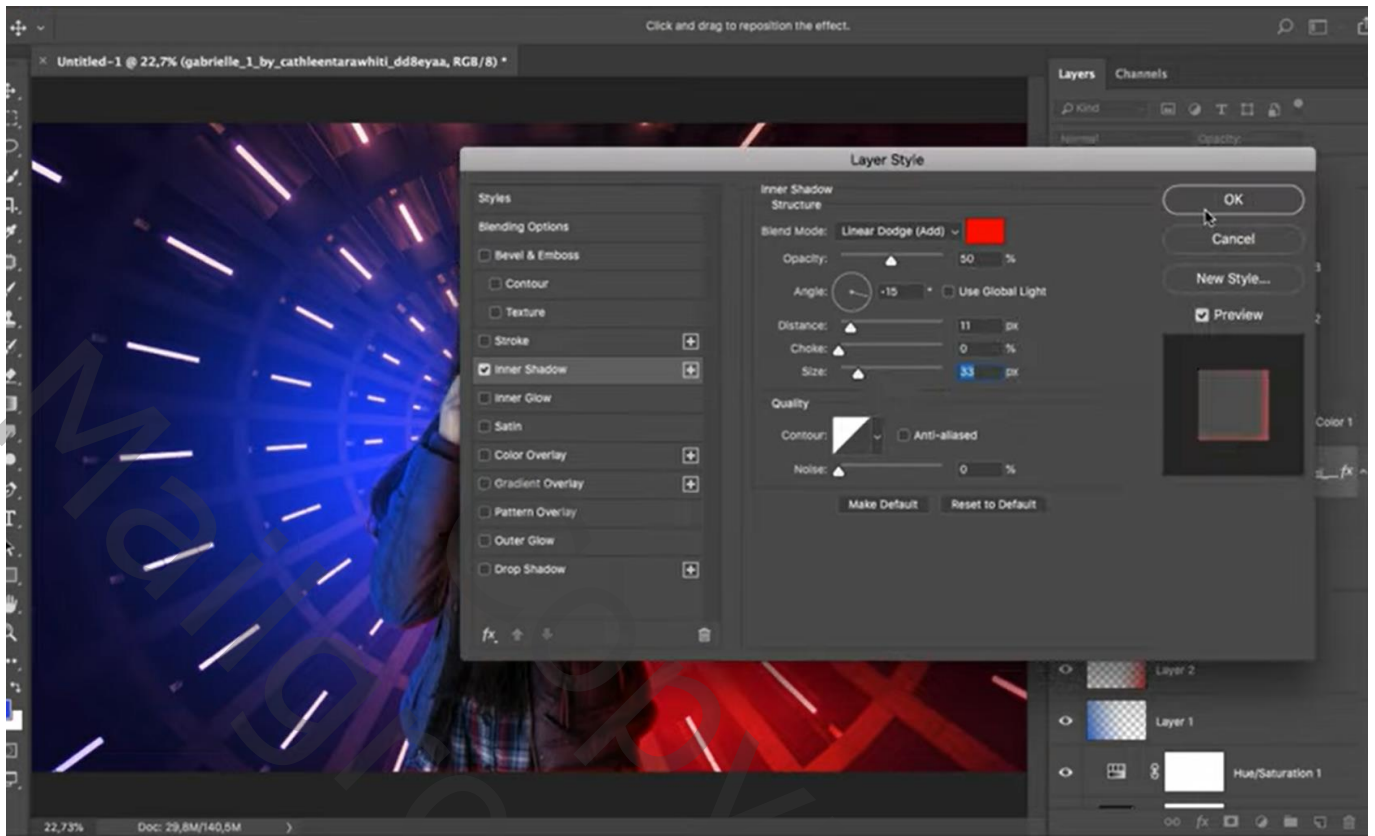 Click and drag to reposition the effect.
× Untitled-1 @ 22,7% (gabrielle_1_by_cathleentarawhiti_dd8eyaa, RGB/8) *
Layers Channels
Kind
Normal Opacity:
Layer Style
Styles
Blending Options
Bevel & Emboss
Contour
Texture
Stroke
Inner Shadow
Inner Glow
Satin
Color Overlay
Gradient Overlay
Pattern Overlay
Outer Glow
Drop Shadow
fx
Inner Shadow
Structure
Blend Mode: Linear Dodge (Add)
Opacity: 50 %
Angle: -15 ° Use Global Light
Distance: 11 px
Choke: 0 %
Size: 33 px
Quality
Contour: Anti-aliased
Noise: 0 %
Make Default Reset to Default
OK
Cancel
New Style...
Preview
3
2
Color 1
fx
Layer 2
Layer 1
Hue/Saturation 1
fx
22,73% Doc: 29,8M/140,5M